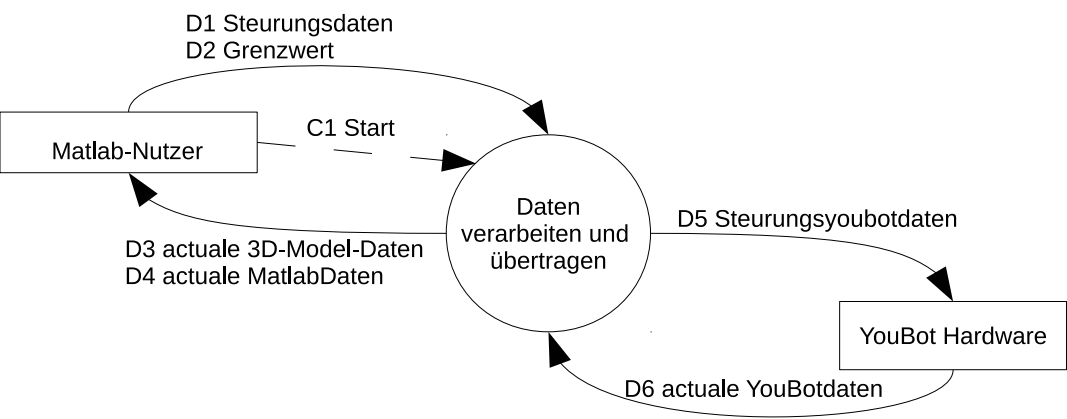 D1 Steurungsdaten
D2 Grenzwert
C1 Start
Matlab-Nutzer
Daten
verarbeiten und
übertragen
D5 Steurungsyoubotdaten
D3 actuale 3D-Model-Daten
D4 actuale MatlabDaten
YouBot Hardware
D6 actuale YouBotdaten